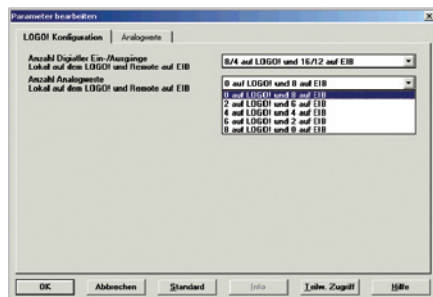 Parameter bearbeiten
LOGO! Konfiguration
Analogwerte
Anzahl Digitaler Ein-/Ausgänge
Lokal auf dem LOGO! und Remote auf EIB
8/4 auf LOGO! und 16/12 auf EIB
Anzahl Analogwerte
Lokal auf dem LOGO! und Remote auf EIB
0 auf LOGO! und 8 auf EIB
0 auf LOGO! und 8 auf EIB
2 auf LOGO! und 6 auf EIB
4 auf LOGO! und 4 auf EIB
6 auf LOGO! und 2 auf EIB
8 auf LOGO! und 0 auf EIB
OK
Abbrechen
Standard
Info
Teilw. Zugriff
Hilfe